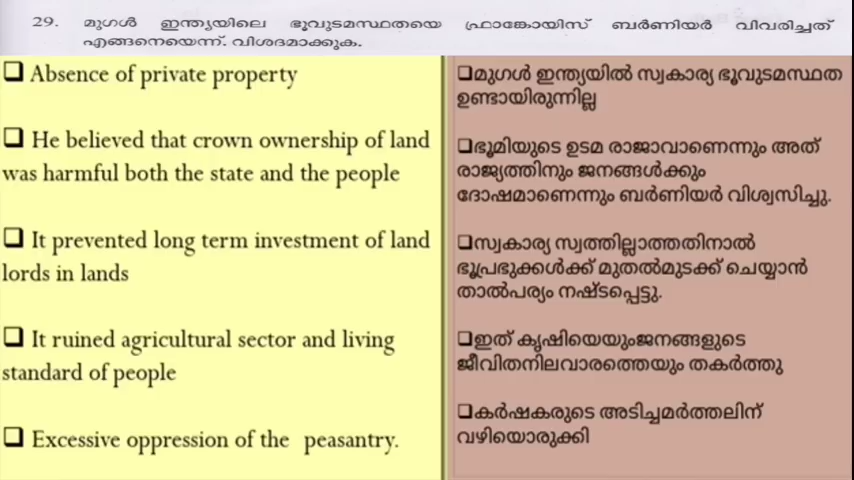 29. മുഗൾ ഇന്ത്യയിലെ ഭൂവുടമസ്ഥതയെ ഫ്രാങ്കോയിസ് ബർണിയർ വിവരിച്ചത്
എങ്ങനെയെന്ന്. വിശദമാക്കുക.
❑ Absence of private property
❑ He believed that crown ownership of land
was harmful both the state and the people
❑ It prevented long term investment of land
lords in lands
❑ It ruined agricultural sector and living
standard of people
❑ Excessive oppression of the peasantry.
❑മുഗൾ ഇന്ത്യയിൽ സ്വകാര്യ ഭൂവുടമസ്ഥത
ഉണ്ടായിരുന്നില്ല
❑ഭൂമിയുടെ ഉടമ രാജാവാണെന്നും അത്
രാജ്യത്തിനും ജനങ്ങൾക്കും
ദോഷമാണെന്നും ബർണിയർ വിശ്വസിച്ചു.
❑സ്വകാര്യ സ്വത്തില്ലാത്തതിനാൽ
ഭൂപ്രഭുക്കൾക്ക് മുതൽമുടക്ക് ചെയ്യാൻ
താൽപര്യം നഷ്ടപ്പെട്ടു.
❑ഇത് കൃഷിയെയുംജനങ്ങളുടെ
ജീവിതനിലവാരത്തെയും തകർത്തു
❑കർഷകരുടെ അടിച്ചമർത്തലിന്
വഴിയൊരുക്കി